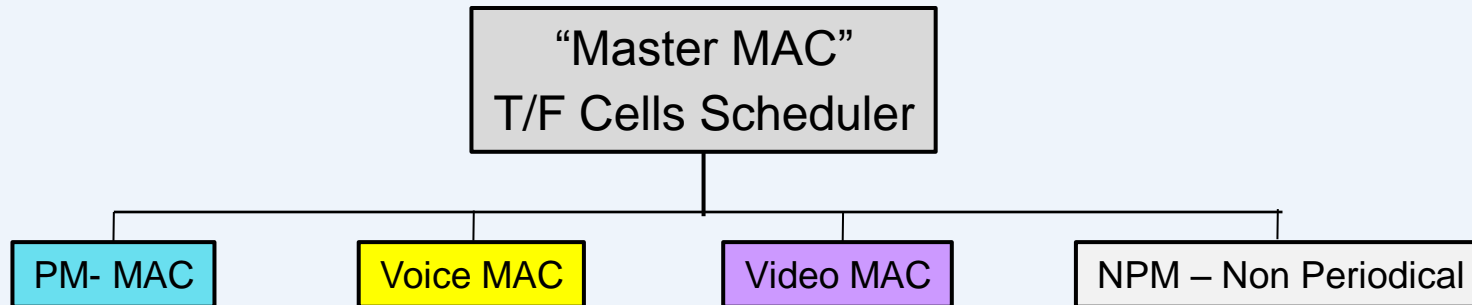 “Master MAC”
T/F Cells Scheduler
PM- MAC
Voice MAC
Video MAC
NPM – Non Periodical